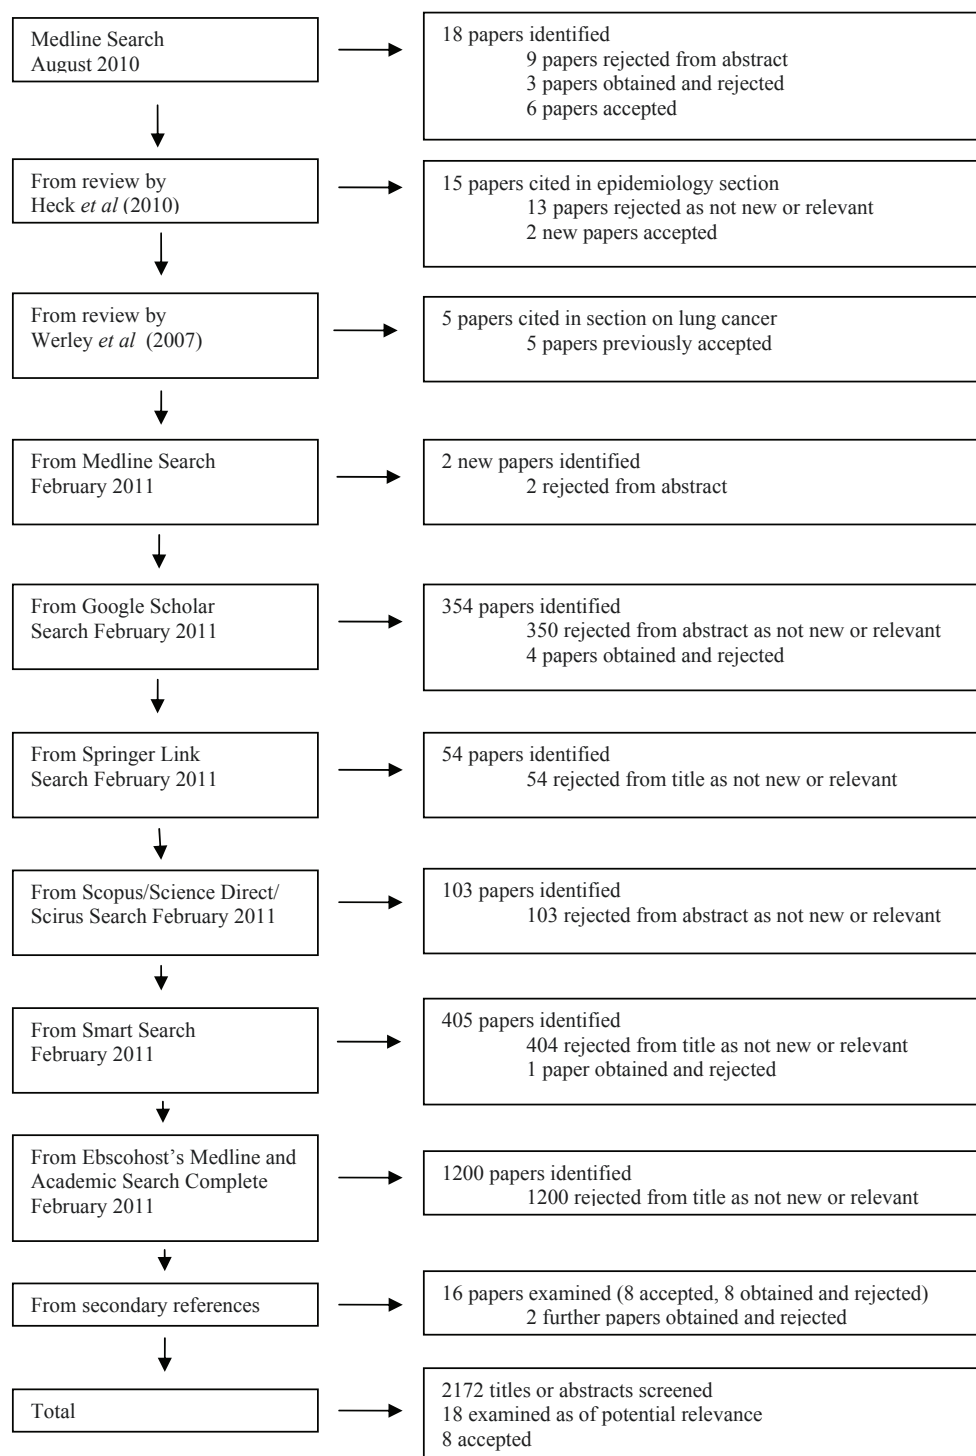 Medline Search
August 2010
18 papers identified
9 papers rejected from abstract
3 papers obtained and rejected
6 papers accepted
From review by
Heck et al (2010)
15 papers cited in epidemiology section
13 papers rejected as not new or relevant
2 new papers accepted
From review by
Werley et al (2007)
5 papers cited in section on lung cancer
5 papers previously accepted
From Medline Search
February 2011
2 new papers identified
2 rejected from abstract
From Google Scholar
Search February 2011
354 papers identified
350 rejected from abstract as not new or relevant
4 papers obtained and rejected
From Springer Link
Search February 2011
54 papers identified
54 rejected from title as not new or relevant
From Scopus/Science Direct/
Scirus Search February 2011
103 papers identified
103 rejected from abstract as not new or relevant
From Smart Search
February 2011
405 papers identified
404 rejected from title as not new or relevant
1 paper obtained and rejected
From Ebscohost's Medline and
Academic Search Complete
February 2011
1200 papers identified
1200 rejected from title as not new or relevant
From secondary references
16 papers examined (8 accepted, 8 obtained and rejected)
2 further papers obtained and rejected
Total
2172 titles or abstracts screened
18 examined as of potential relevance
8 accepted